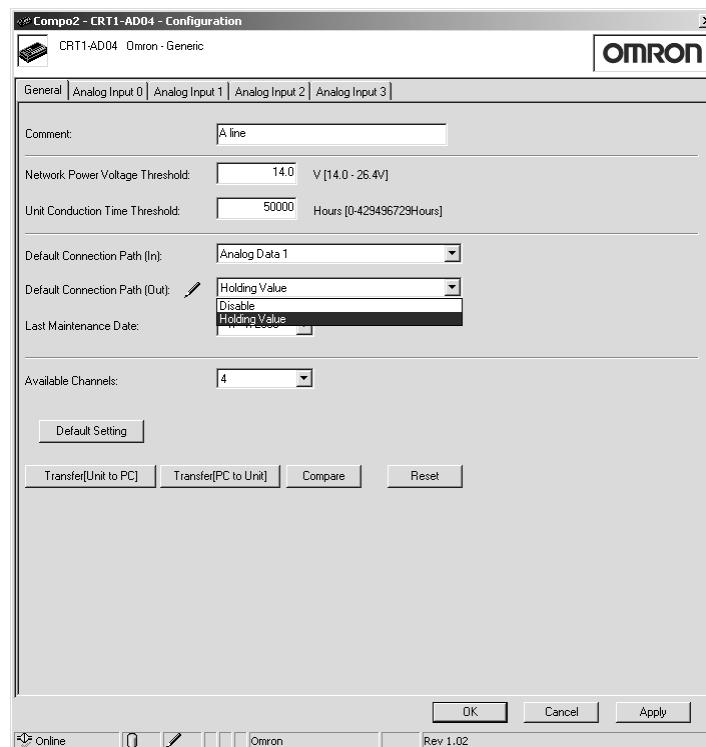 Compo2 - CRT1-AD04 - Configuration
CRT1-AD04 Omron - Generic
OMRON
General Analog Input 0 Analog Input 1 Analog Input 2 Analog Input 3
Comment: A line
Network Power Voltage Threshold: 14.0 V [14.0 - 26.4V]
Unit Conduction Time Threshold: 50000 Hours [0-429496729Hours]
Default Connection Path (In): Analog Data 1
Default Connection Path (Out): Holding Value
Disable
Holding Value
Last Maintenance Date:
Available Channels: 4
Default Setting
Transfer[Unit to PC] Transfer[PC to Unit] Compare Reset
OK Cancel Apply
Online Omron Rev 1.02